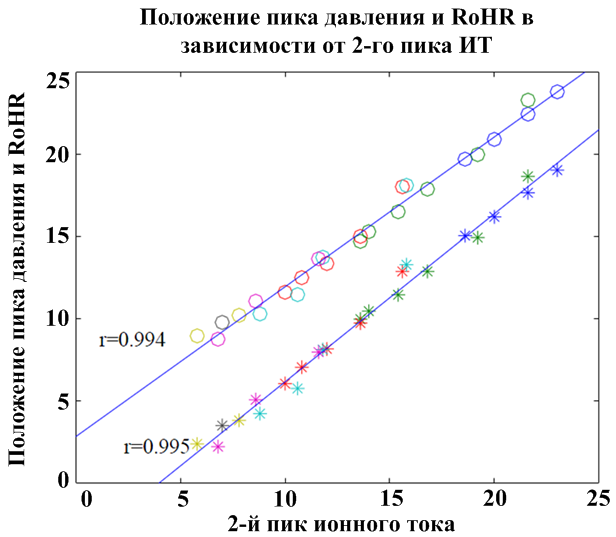 Положение пика давления и RoHR в
зависимости от 2-го пика ИТ
Положение пика давления и RoHR
25
20
15
10
5
0
r=0.994
r=0.995
0 5 10 15 20 25
2-й пик ионного тока